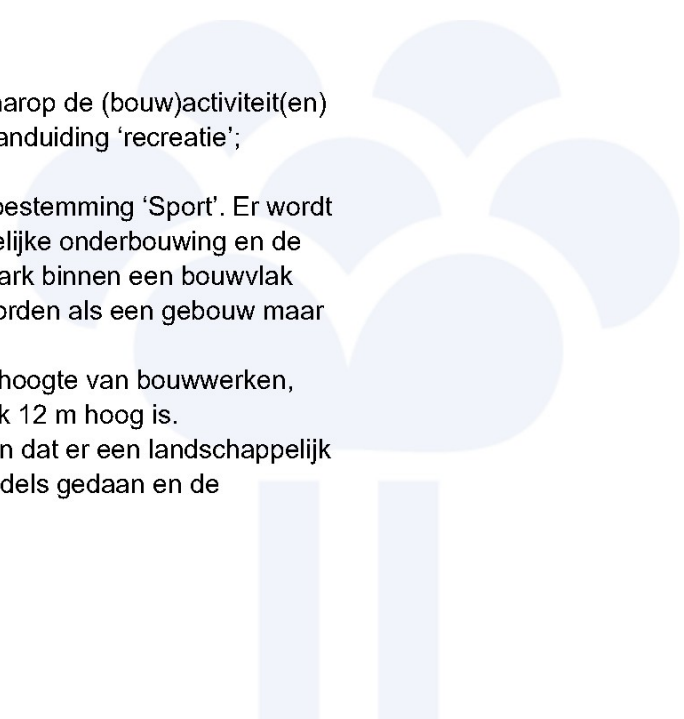 arop de (bouw)activiteit(en)
anduiding ‘recreatie’;
bestemming ‘Sport’. Er wordt
elijke onderbouwing en de
ark binnen een bouwvlak
orden als een gebouw maar
hoogte van bouwwerken,
k 12 m hoog is.
n dat er een landschappelijk
dels gedaan en de